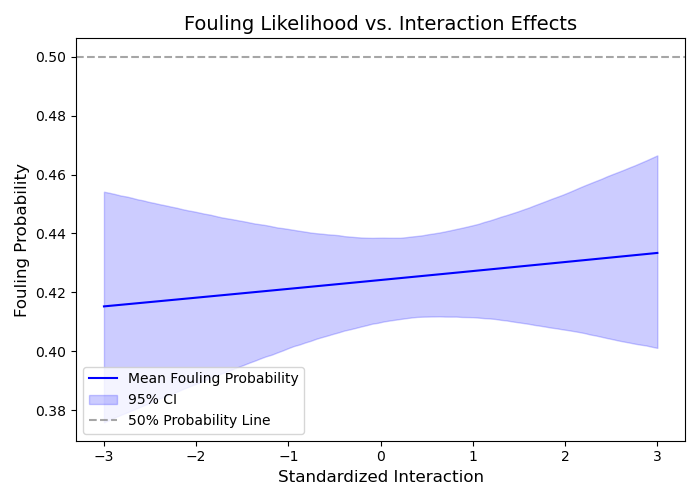 Fouling Likelihood vs. Interaction Effects
Fouling Probability
0.50
0.48
0.46
0.44
0.42
0.40
0.38
Mean Fouling Probability
95% CI
50% Probability Line
−3
−2
−1
0
1
2
3
Standardized Interaction